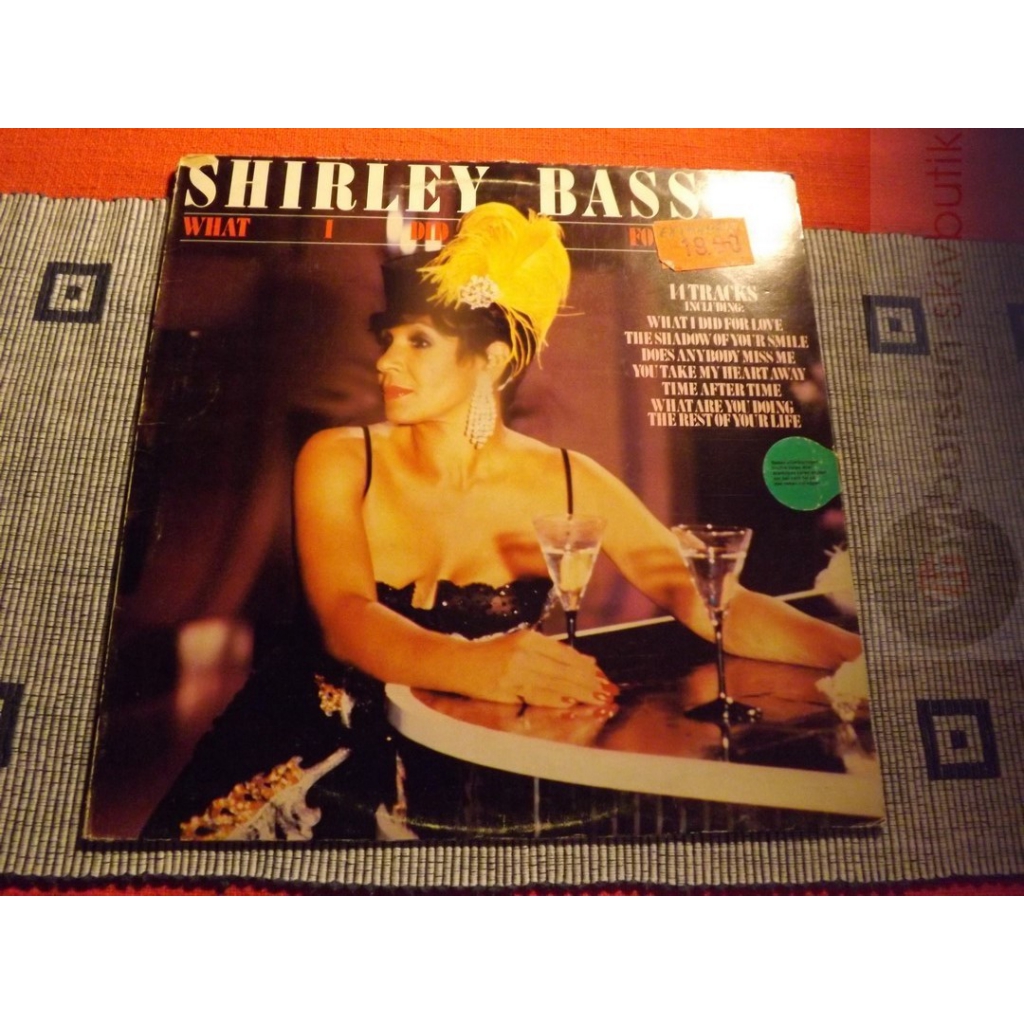 SHIRLEY BASS
WHAT I DID FO
18.90
14 TRACKS
INCLUDING:
WHAT I DID FOR LOVE
THE SHADOW OF YOUR SMILE
DOES ANYBODY MISS ME
YOU TAKE MY HEART AWAY
TIME AFTER TIME
WHAT ARE YOU DOING
THE REST OF YOUR LIFE